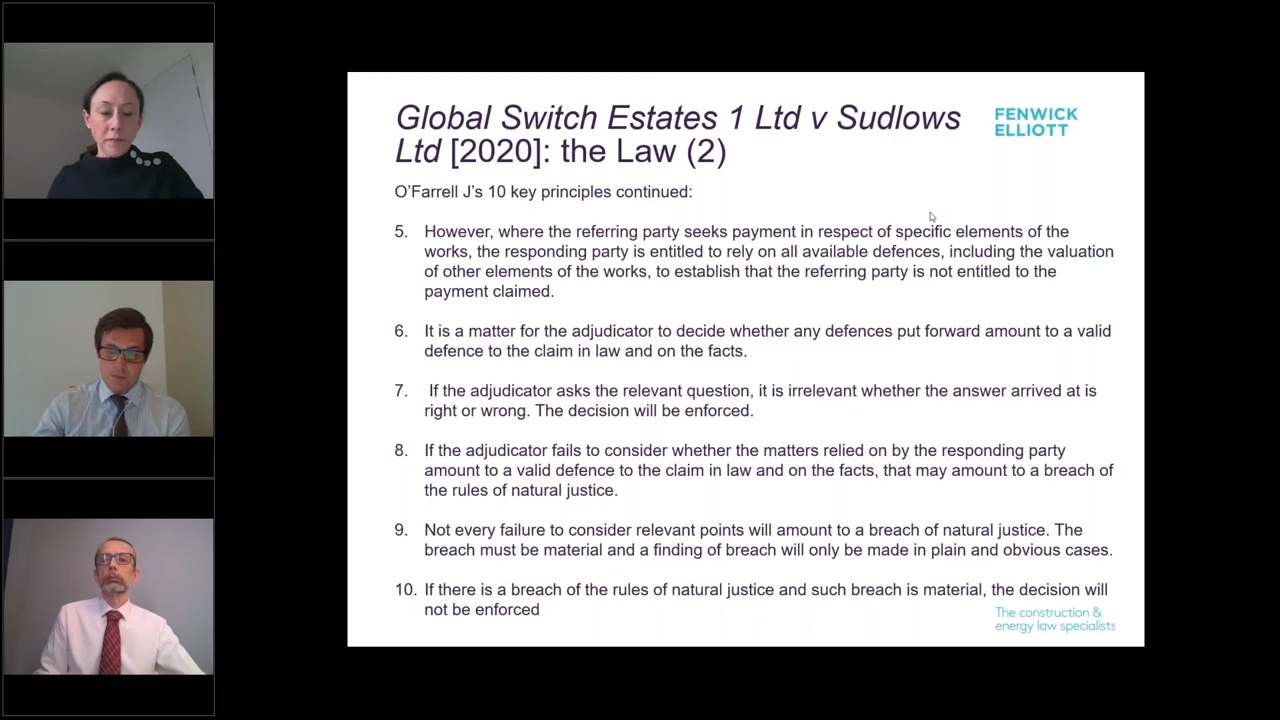 Global Switch Estates 1 Ltd v Sudlows
Ltd [2020]: the Law (2)
FENWICK
ELLIOTT
O'Farrell J's 10 key principles continued:
5. However, where the referring party seeks payment in respect of specific elements of the
works, the responding party is entitled to rely on all available defences, including the valuation
of other elements of the works, to establish that the referring party is not entitled to the
payment claimed.
6. It is a matter for the adjudicator to decide whether any defences put forward amount to a valid
defence to the claim in law and on the facts.
7. If the adjudicator asks the relevant question, it is irrelevant whether the answer arrived at is
right or wrong. The decision will be enforced.
8. If the adjudicator fails to consider whether the matters relied on by the responding party
amount to a valid defence to the claim in law and on the facts, that may amount to a breach of
the rules of natural justice.
9. Not every failure to consider relevant points will amount to a breach of natural justice. The
breach must be material and a finding of breach will only be made in plain and obvious cases.
10. If there is a breach of the rules of natural justice and such breach is material, the decision will
not be enforced
The construction &
energy law specialists